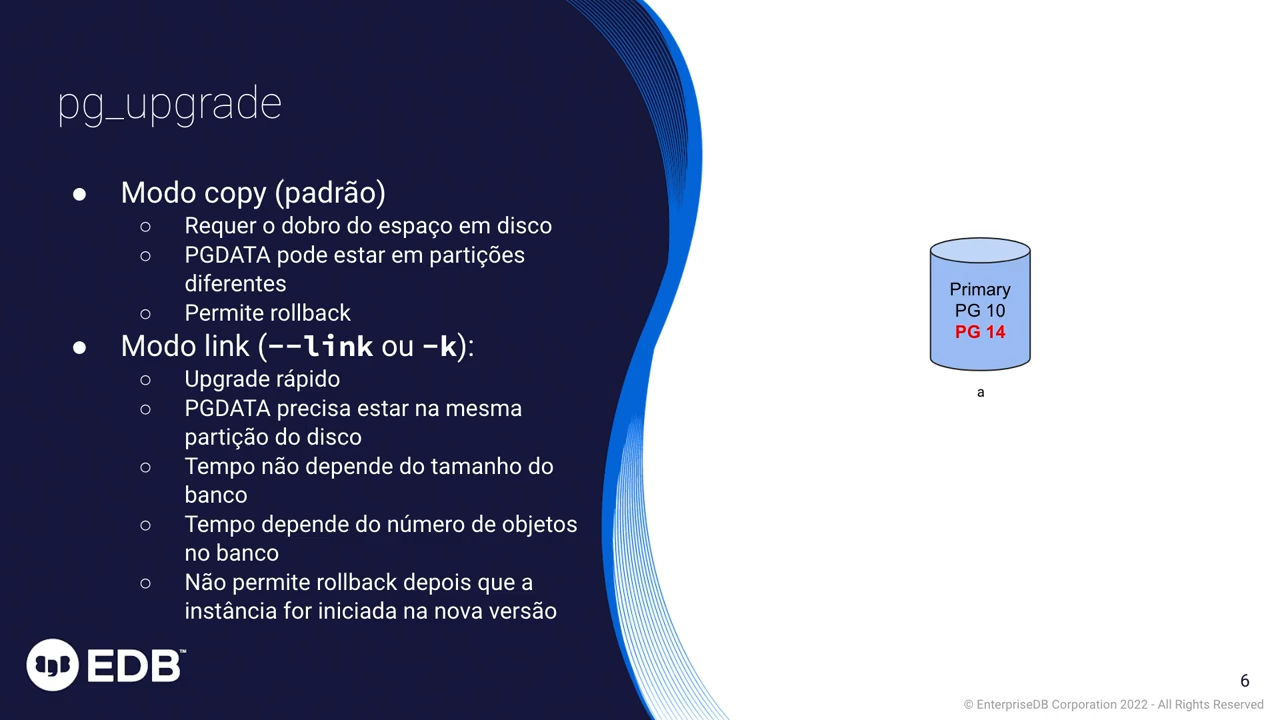 pg_upgrade
● Modo copy (padrão)
○ Requer o dobro do espaço em disco
○ PGDATA pode estar em partições
diferentes
○ Permite rollback
● Modo link (--link ou -k):
○ Upgrade rápido
○ PGDATA precisa estar na mesma
partição do disco
○ Tempo não depende do tamanho do
banco
○ Tempo depende do número de objetos
no banco
○ Não permite rollback depois que a
instância for iniciada na nova versão
EDB™
Primary
PG 10
PG 14
a
6
© EnterpriseDB Corporation 2022 - All Rights Reserved